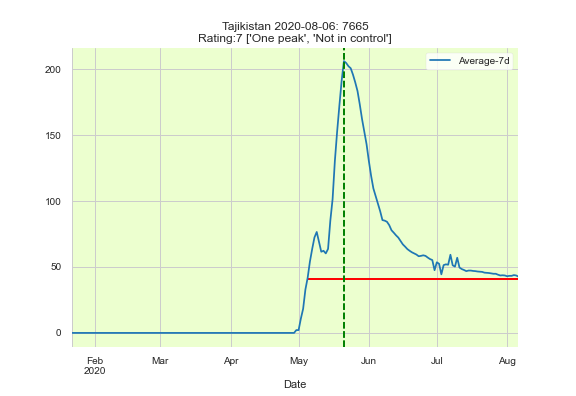 Tajikistan 2020-08-06: 7665
Rating:7 ['One peak', 'Not in control']
Average-7d
200
150
100
50
0
Feb
2020
Mar
Apr
May
Jun
Jul
Aug
Date